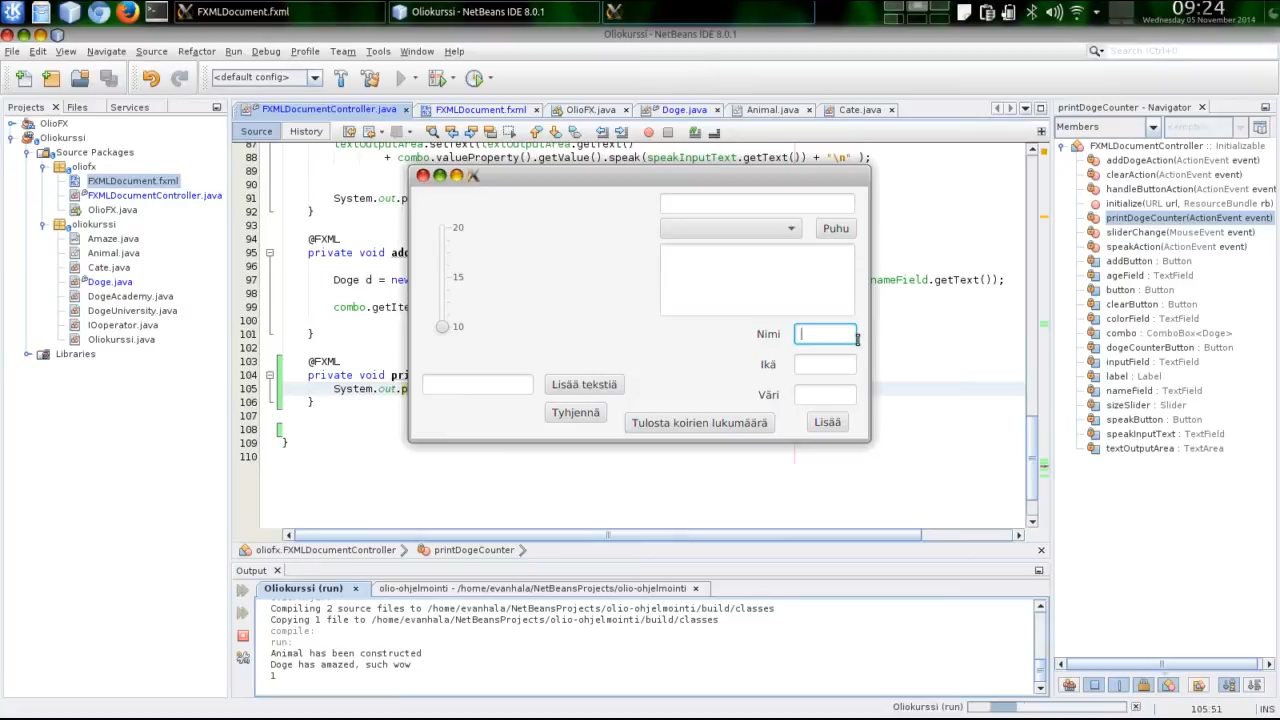 FXMLDocument.fxml
Oliokurssi - NetBeans IDE 8.0.1
09:24
Wednesday 05 November 2014
Oliokurssi - NetBeans IDE 8.0.1
File Edit View Navigate Source Refactor Run Debug Profile Team Tools Window Help
Search (Ctrl+I)
<default config>
Projects Files Services
OlioFX
Oliokurssi
Source Packages
oliofx
FXMLDocument.fxml
FXMLDocumentController.java
OlioFX.java
oliokurssi
Amaze.java
Animal.java
Cate.java
Doge.java
DogeAcademy.java
DogeUniversity.java
IOoperator.java
Oliokurssi.java
Libraries
FXMLDocumentController.java FXMLDocument.fxml OlioFX.java Doge.java Animal.java Cate.java
Source History
87 textOutputArea.setText(textOutputArea.getText()
88 + combo.valueProperty().getValue().speak(speakInputText.getText()) + "\n" );
89
90
91 System.out.p
92 }
93
94 @FXML
95 private void add
96
97 Doge d = new nameField.getText());
98
99 combo.getIte
100
101 }
102
103 @FXML
104 private void pri
105 System.out.p
106 }
107
108
109 }
110
20
15
10
Puhu
Nimi
Ikä
Väri
Lisää tekstiä
Tyhjennä
Tulosta koirien lukumäärä
Lisää
oliofx.FXMLDocumentController printDogeCounter
Output
Oliokurssi (run) olio-ohjelmointi - /home/evanhala/NetBeansProjects/olio-ohjelmointi
Compiling 2 source files to /home/evanhala/NetBeansProjects/olio-ohjelmointi/build/classes
Copying 1 file to /home/evanhala/NetBeansProjects/olio-ohjelmointi/build/classes
compile:
run:
Animal has been constructed
Doge has amazed, such wow
1
printDogeCounter - Navigator
Members <empty>
FXMLDocumentController :: Initializable
addDogeAction(ActionEvent event)
clearAction(ActionEvent event)
handleButtonAction(ActionEvent event)
initialize(URL url, ResourceBundle rb)
printDogeCounter(ActionEvent event)
sliderChange(MouseEvent event)
speakAction(ActionEvent event)
addButton : Button
ageField : TextField
button : Button
clearButton : Button
colorField : TextField
combo : ComboBox<Doge>
dogeCounterButton : Button
inputField : TextField
label : Label
nameField : TextField
sizeSlider : Slider
speakButton : Button
speakInputText : TextField
textOutputArea : TextArea
Oliokurssi (run) 105:51 INS